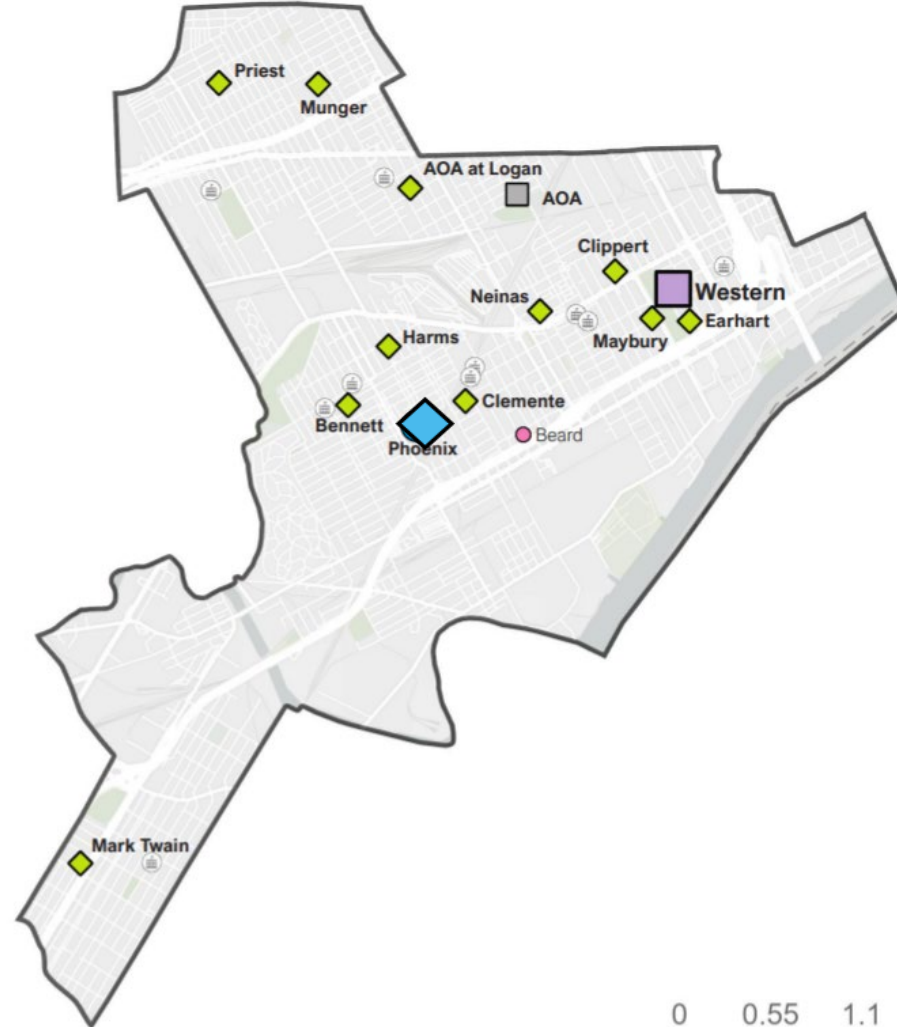 Priest
Munger
AOA at Logan
AOA
Clippert
Western
Neinas
Maybury
Earhart
Harms
Clemente
Bennett
Phoenix
Beard
Mark Twain
0 0.55 1.1